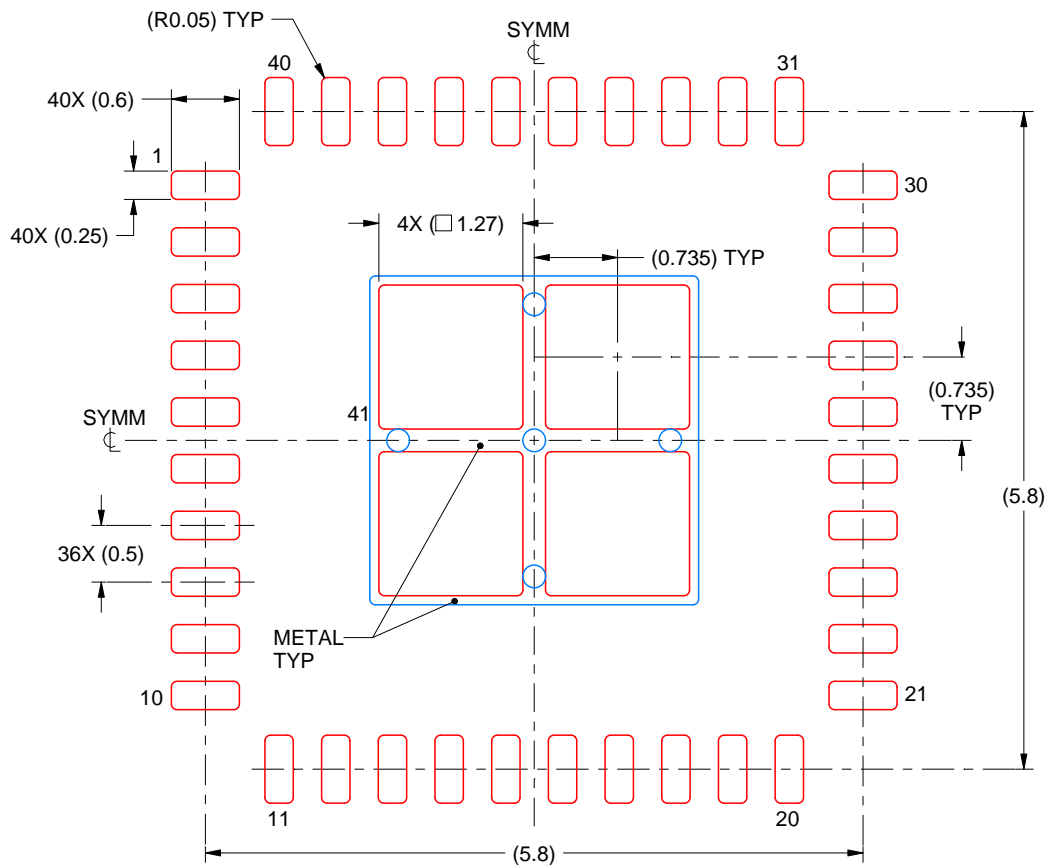 (R0.05) TYP
SYMM
40
31
40X (0.6)
1
30
40X (0.25)
4X (□ 1.27)
(0.735) TYP
(0.735)
TYP
41
SYMM
(5.8)
36X (0.5)
METAL
TYP
10
21
11
20
(5.8)